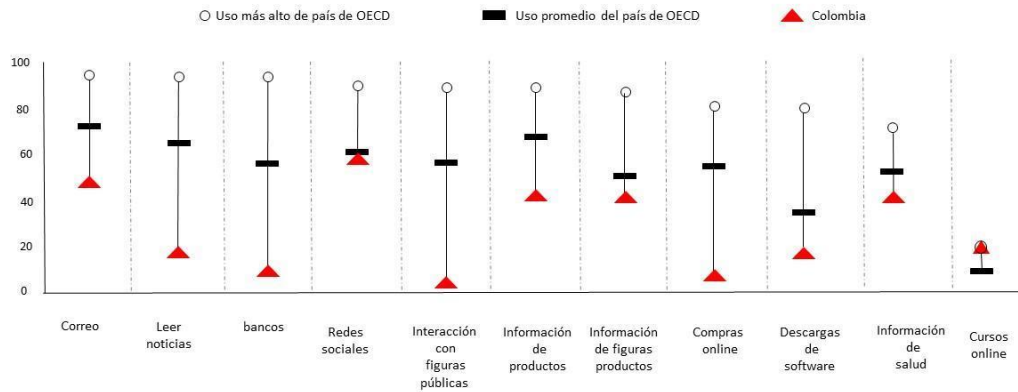 Uso más alto de país de OECD
Uso promedio del país de OECD
Colombia
100
80
60
40
20
0
Correo
Leer
noticias
bancos
Redes
sociales
Interacción
con
figuras
públicas
Información
de
productos
Información
de figuras
productos
Compras
online
Descargas
de
software
Información
de
salud
Cursos
online